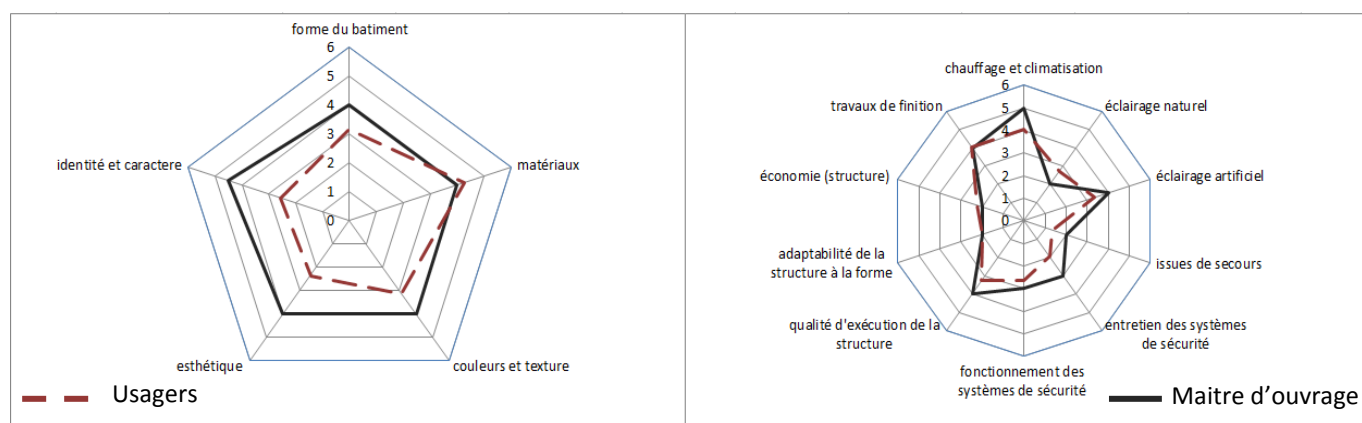 forme du batiment
6
5
4
3
2
1
0
identité et caractere
matériaux
esthétique
couleurs et texture
Usagers
chauffage et climatisation
6
5
4
3
2
1
0
travaux de finition
éclairage naturel
économie (structure)
éclairage artificiel
adaptabilité de la
structure à la forme
issues de secours
qualité d'exécution de la
structure
entretien des systèmes
de sécurité
fonctionnement des
systèmes de sécurité
Maitre d’ouvrage